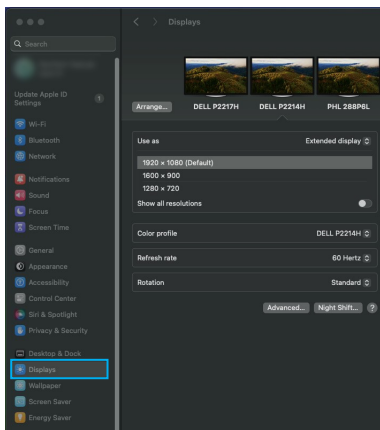 Displays
Search
Update Apple ID
Settings
1
Wi-Fi
Bluetooth
Network
Notifications
Sound
Focus
Screen Time
General
Appearance
Accessibility
Control Center
Siri & Spotlight
Privacy & Security
Desktop & Dock
Displays
Wallpaper
Screen Saver
Energy Saver
Arrange...
DELL P2217H
DELL P2214H
PHL 288P6L
Use as
Extended display
1920 × 1080 (Default)
1600 × 900
1280 × 720
Show all resolutions
Color profile
DELL P2214H
Refresh rate
60 Hertz
Rotation
Standard
Advanced...
Night Shift...
?